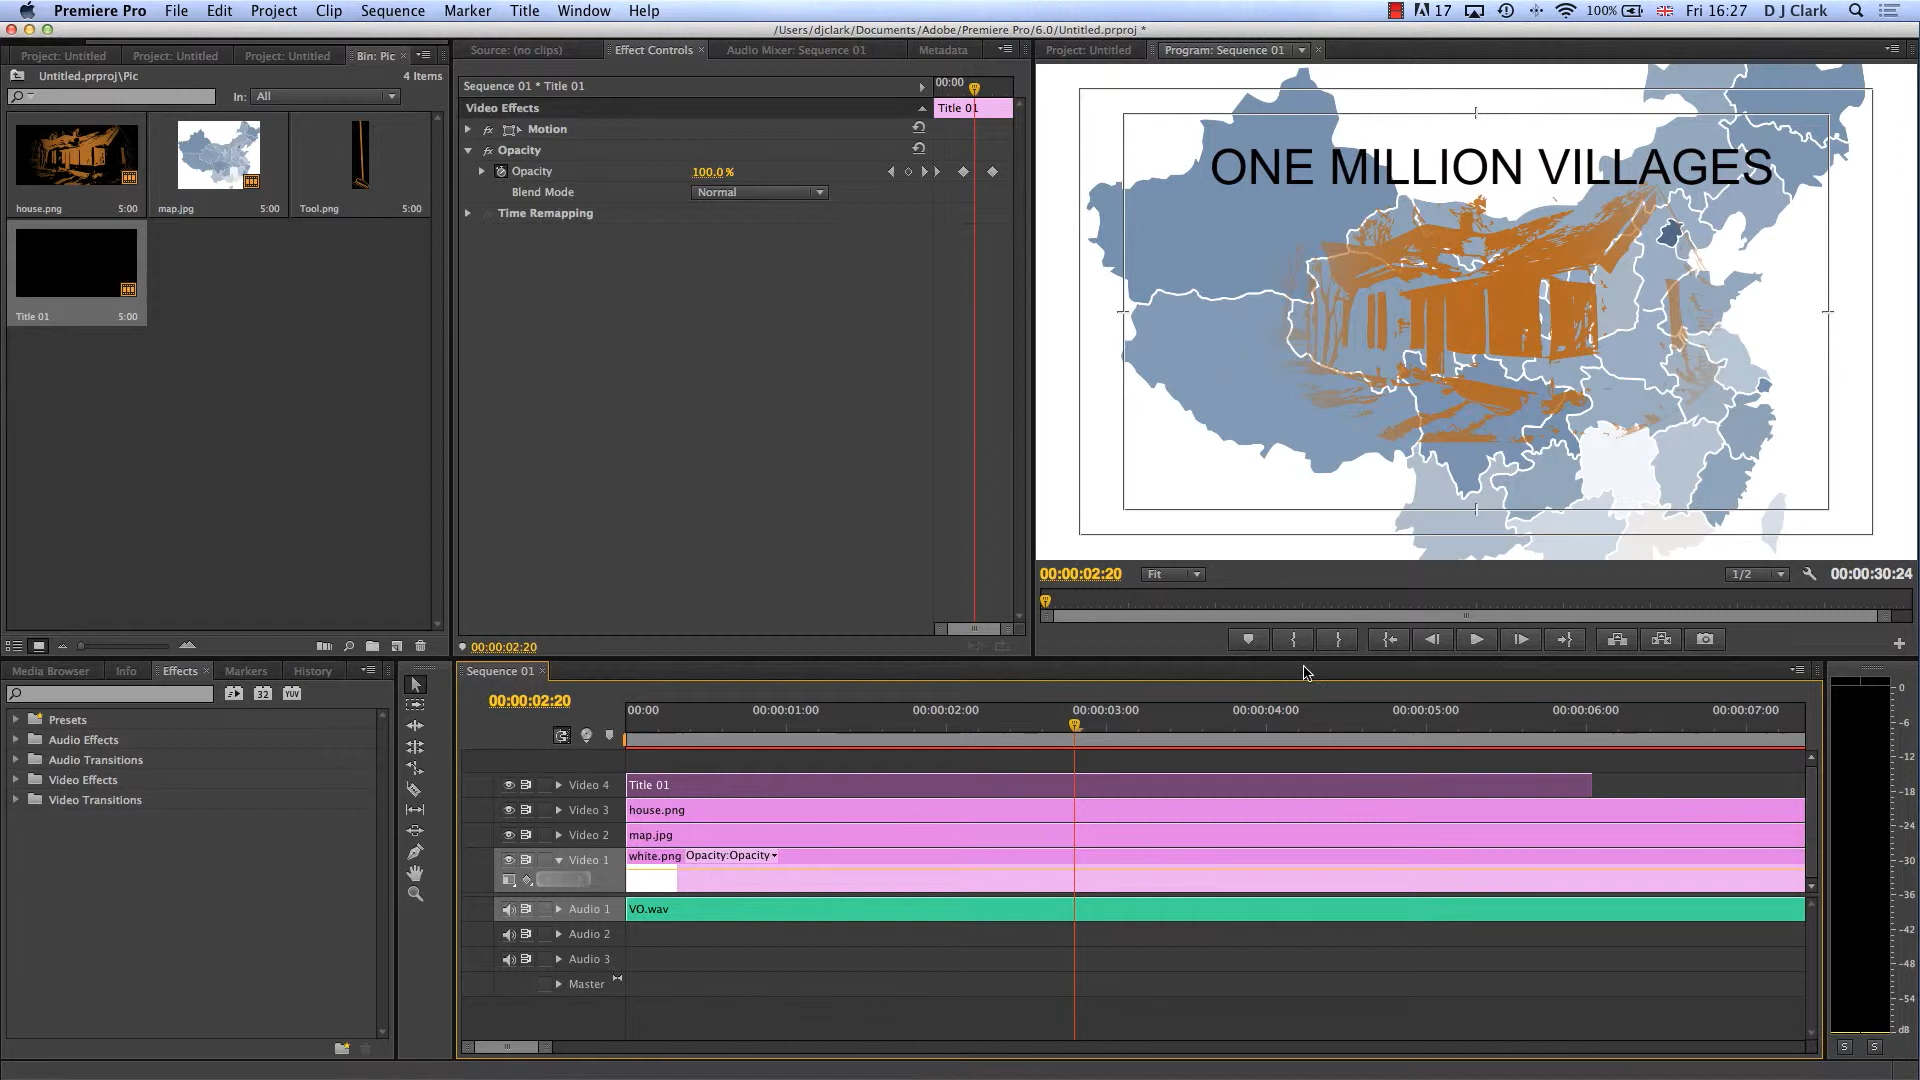 Premiere Pro File Edit Project Clip Sequence Marker Title Window Help 17 100% Fri 16:27 D J Clark
/Users/djclark/Documents/Adobe/Premiere Pro/6.0/Untitled.prproj *
Project: Untitled Project: Untitled Project: Untitled Bin: Pic
Untitled.prproj\Pic 4 Items
In: All
house.png 5:00 map.jpg 5:00 Tool.png 5:00
Title 01 5:00
Source: (no clips) Effect Controls Audio Mixer: Sequence 01 Metadata
Sequence 01 * Title 01 00:00
Video Effects Title 01
fx Motion
fx Opacity
Opacity 100.0 %
Blend Mode Normal
Time Remapping
00:00:02:20
Project: Untitled Program: Sequence 01
ONE MILLION VILLAGES
00:00:02:20 Fit 1/2 00:00:30:24
Media Browser Info Effects Markers History
32 YUV
Presets
Audio Effects
Audio Transitions
Video Effects
Video Transitions
Sequence 01
00:00:02:20
00:00 00:00:01:00 00:00:02:00 00:00:03:00 00:00:04:00 00:00:05:00 00:00:06:00 00:00:07:00
Video 4 Title 01
Video 3 house.png
Video 2 map.jpg
Video 1 white.png Opacity:Opacity
Audio 1 VO.wav
Audio 2
Audio 3
Master
0
-6
-12
-18
-24
-30
-36
-42
-48
-54
dB
S S